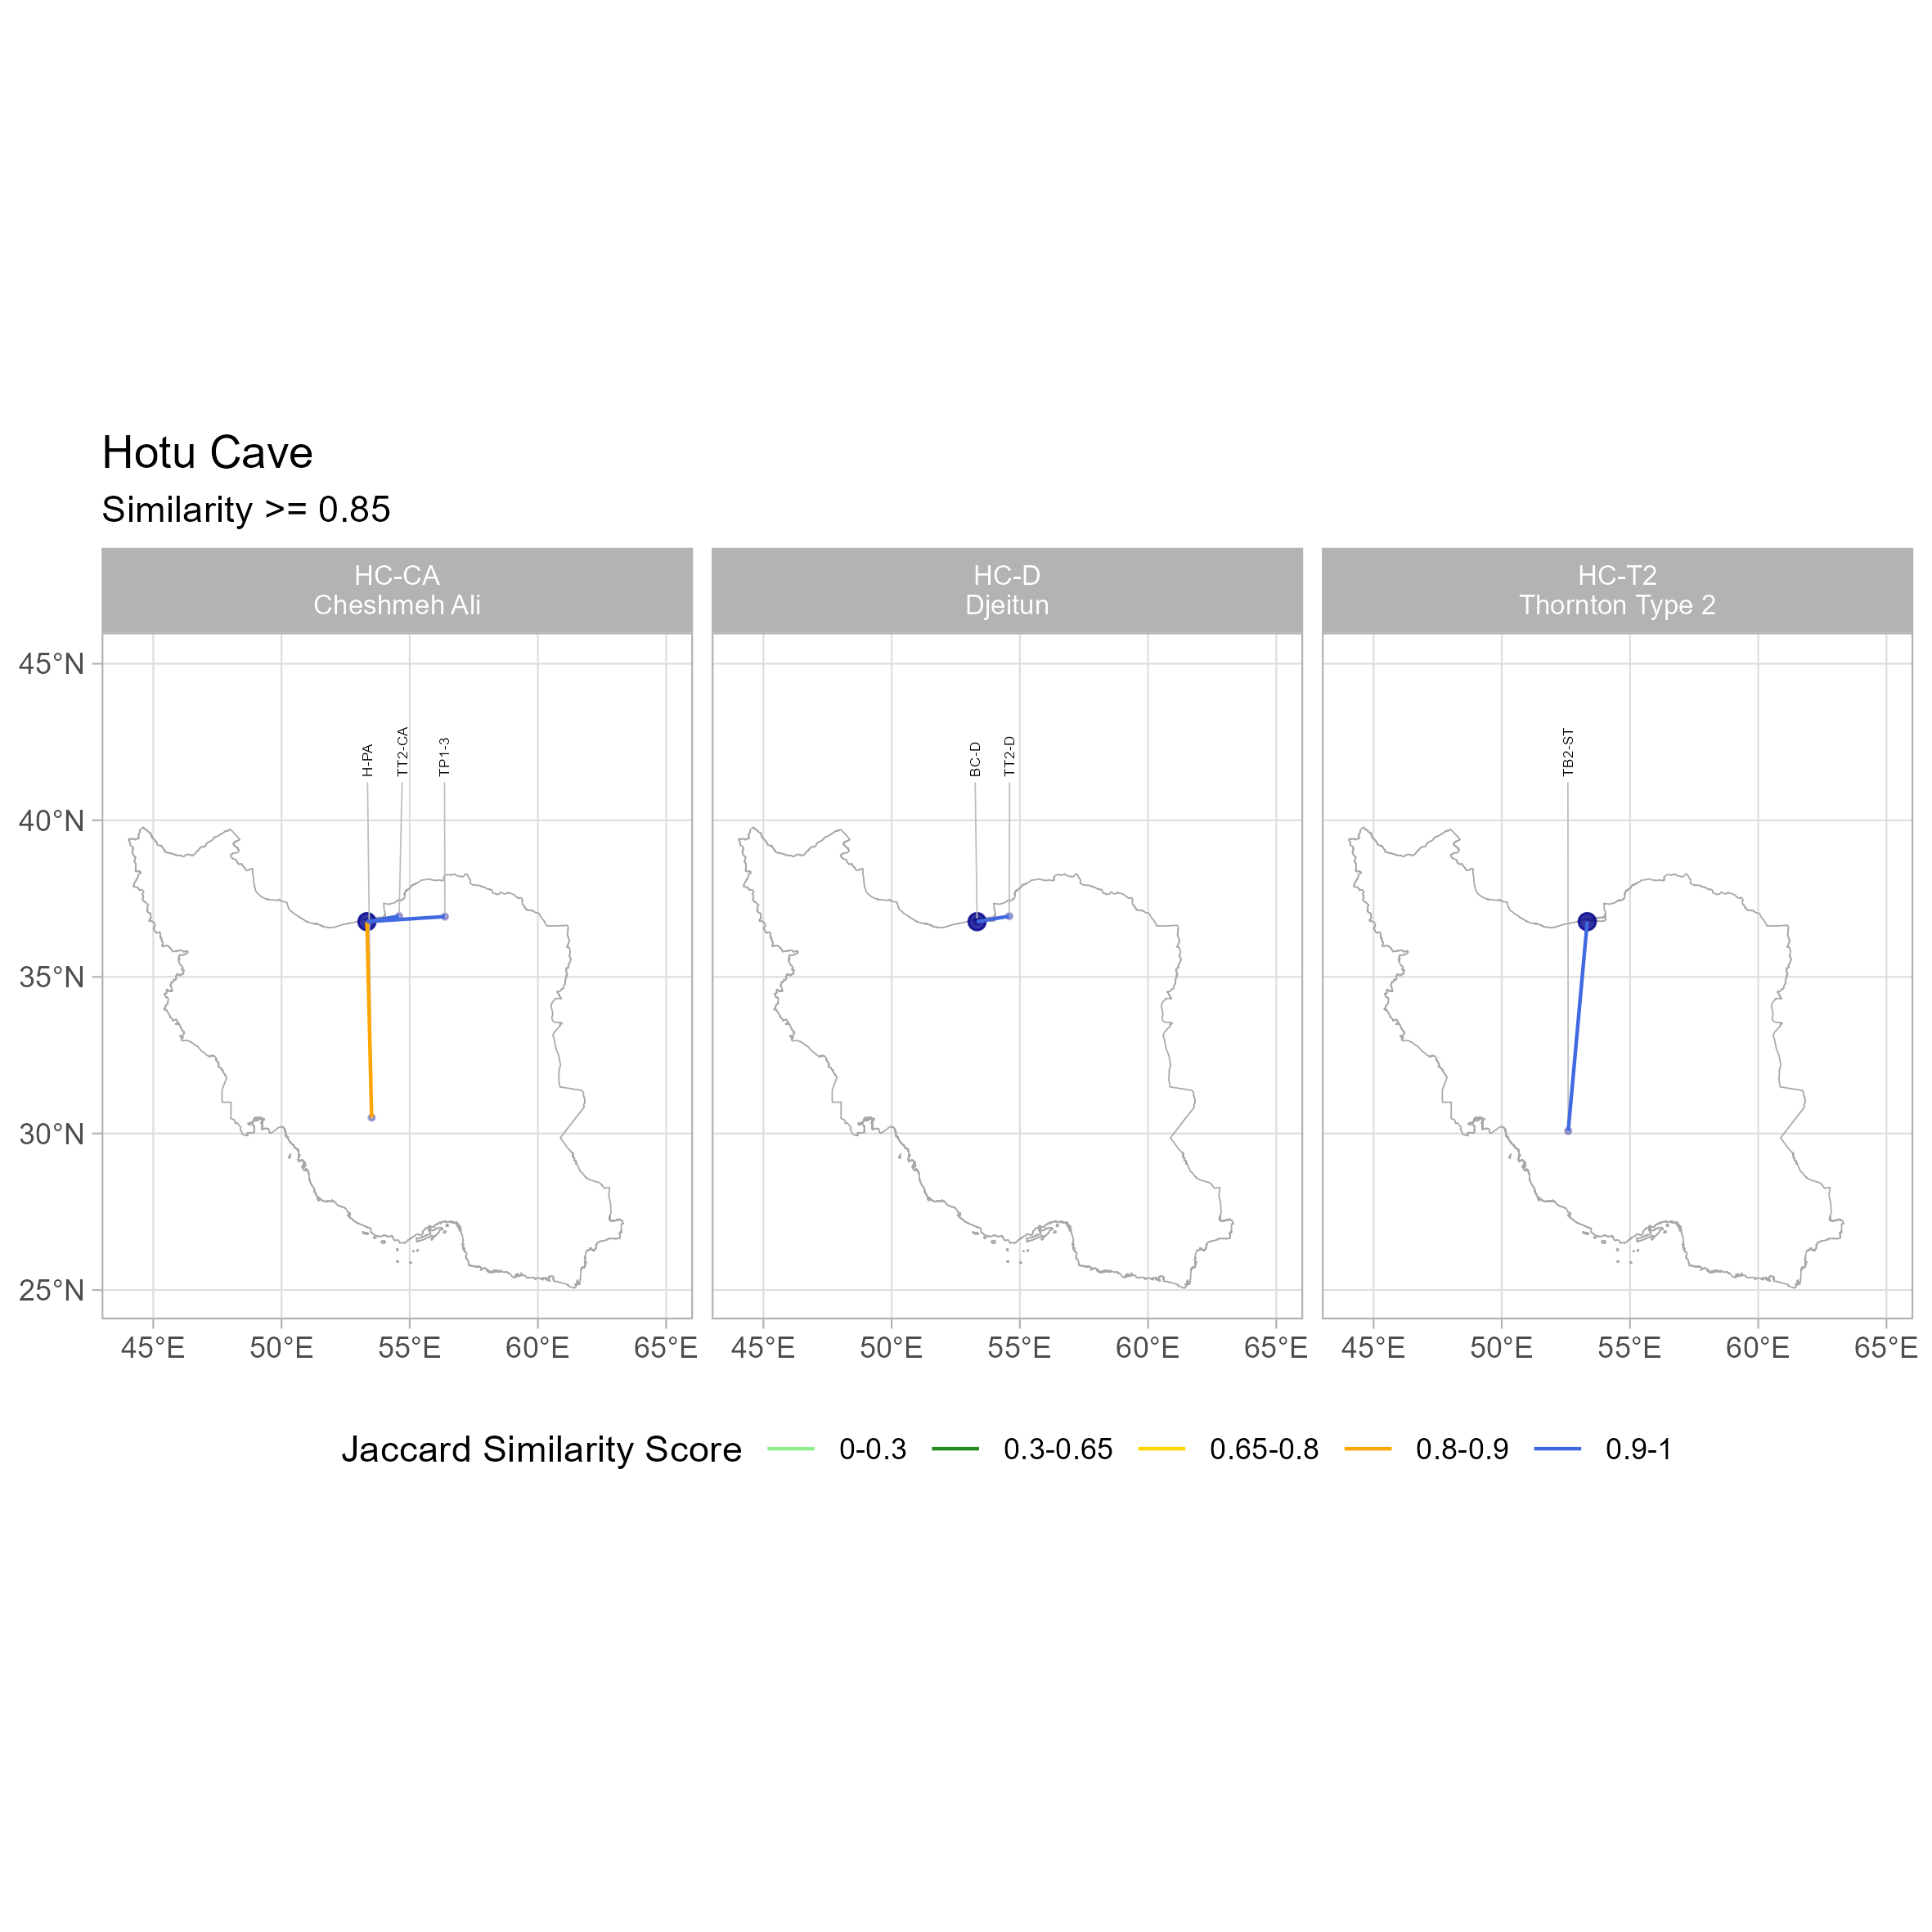 Hotu Cave
Similarity >= 0.85
HC-CA
Cheshmeh Ali
HC-D
Djeitun
HC-T2
Thornton Type 2
45°N
40°N
35°N
30°N
25°N
H-PA
TT2-CA
TP1-3
BC-D
TT2-D
TB2-ST
45°E 50°E 55°E 60°E 65°E
45°E 50°E 55°E 60°E 65°E
45°E 50°E 55°E 60°E 65°E
Jaccard Similarity Score 0-0.3 0.3-0.65 0.65-0.8 0.8-0.9 0.9-1